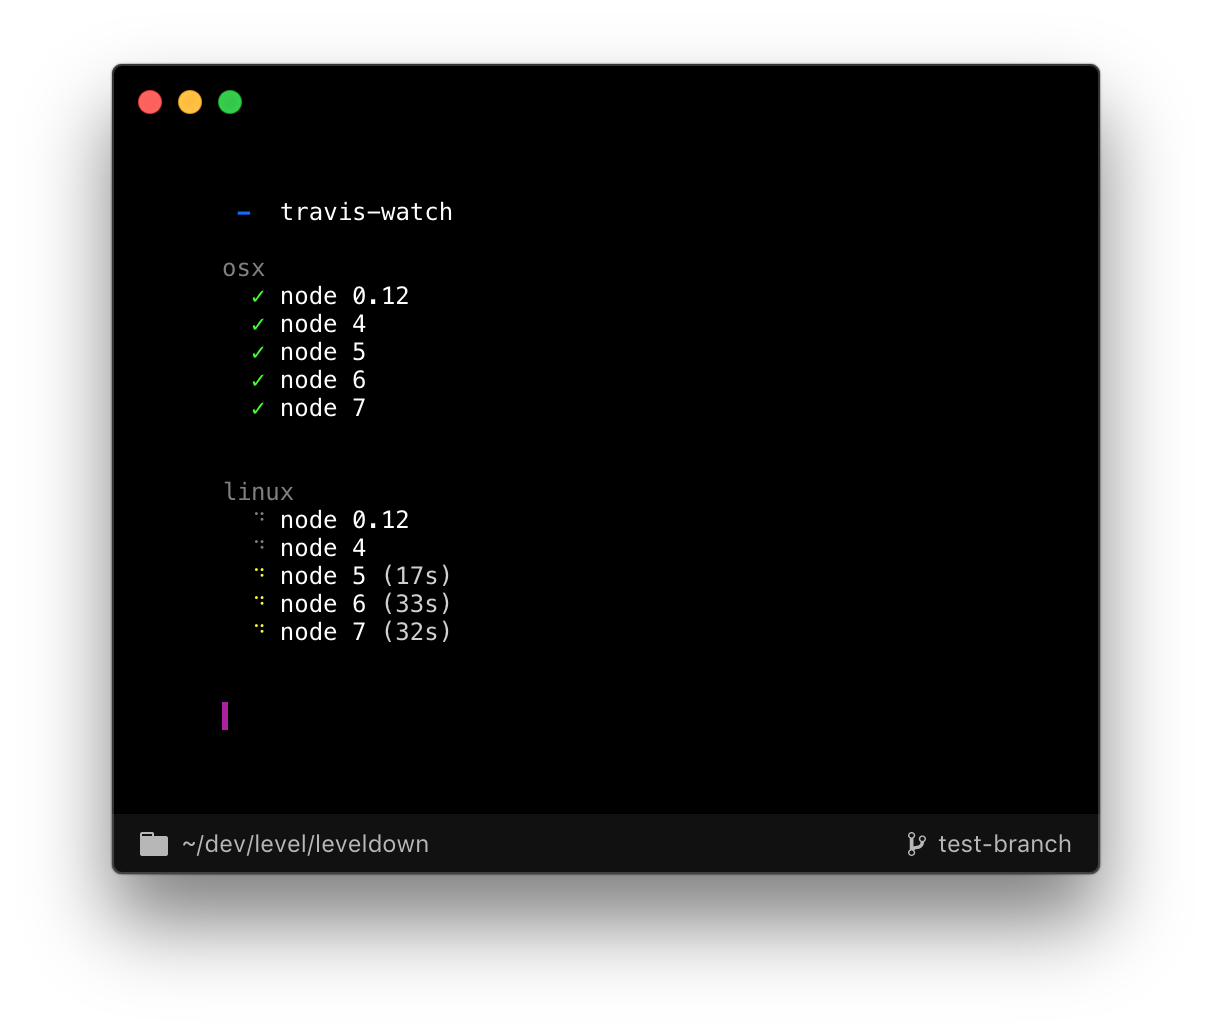 – travis-watch
osx
✓ node 0.12
✓ node 4
✓ node 5
✓ node 6
✓ node 7
linux
⠙ node 0.12
⠙ node 4
⠙ node 5 (17s)
⠙ node 6 (33s)
⠙ node 7 (32s)
~/dev/level/leveldown
test-branch